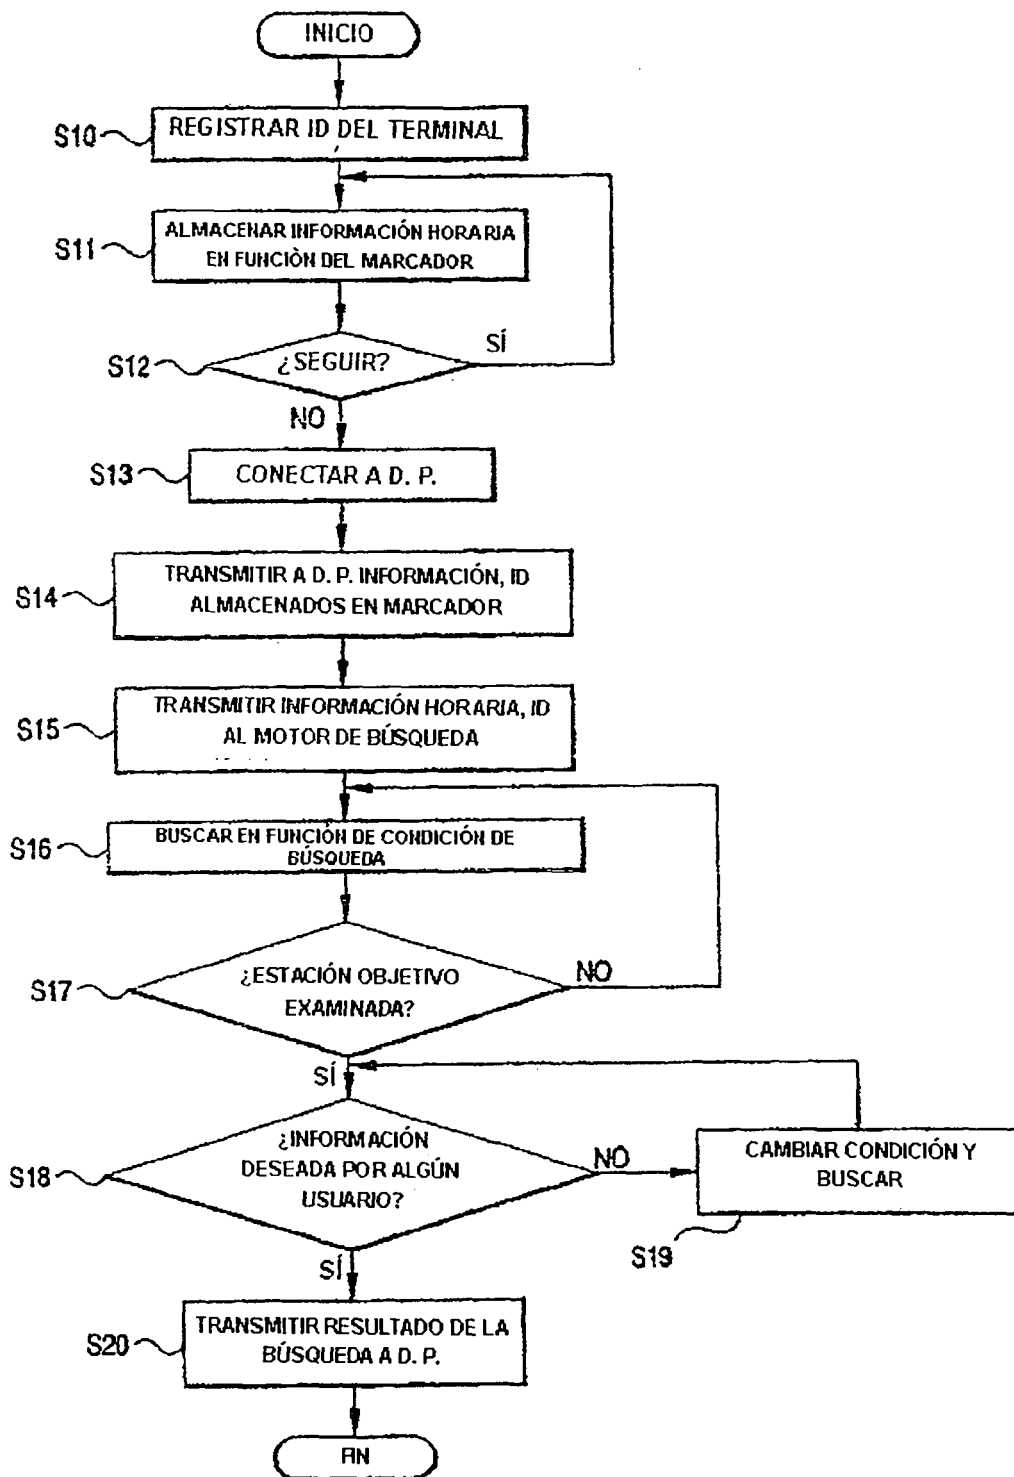 INICIO
S10
REGISTRAR ID DEL TERMINAL
S11
ALMACENAR INFORMACIÓN HORARIA
EN FUNCIÒN DEL MARCADOR
S12
¿SEGUIR?
SÍ
NO
S13
CONECTAR A D. P.
S14
TRANSMITIR A D. P. INFORMACIÓN, ID
ALMACENADOS EN MARCADOR
S15
TRANSMITIR INFORMACIÓN HORARIA, ID
AL MOTOR DE BÚSQUEDA
S16
BUSCAR EN FUNCIÓN DE CONDICIÓN DE
BÚSQUEDA
S17
¿ESTACIÓN OBJETIVO
EXAMINADA?
NO
SÍ
S18
¿INFORMACIÓN
DESEADA POR ALGÚN
USUARIO?
NO
CAMBIAR CONDICIÓN Y
BUSCAR
S19
SÍ
S20
TRANSMITIR RESULTADO DE LA
BÚSQUEDA A D. P.
FIN